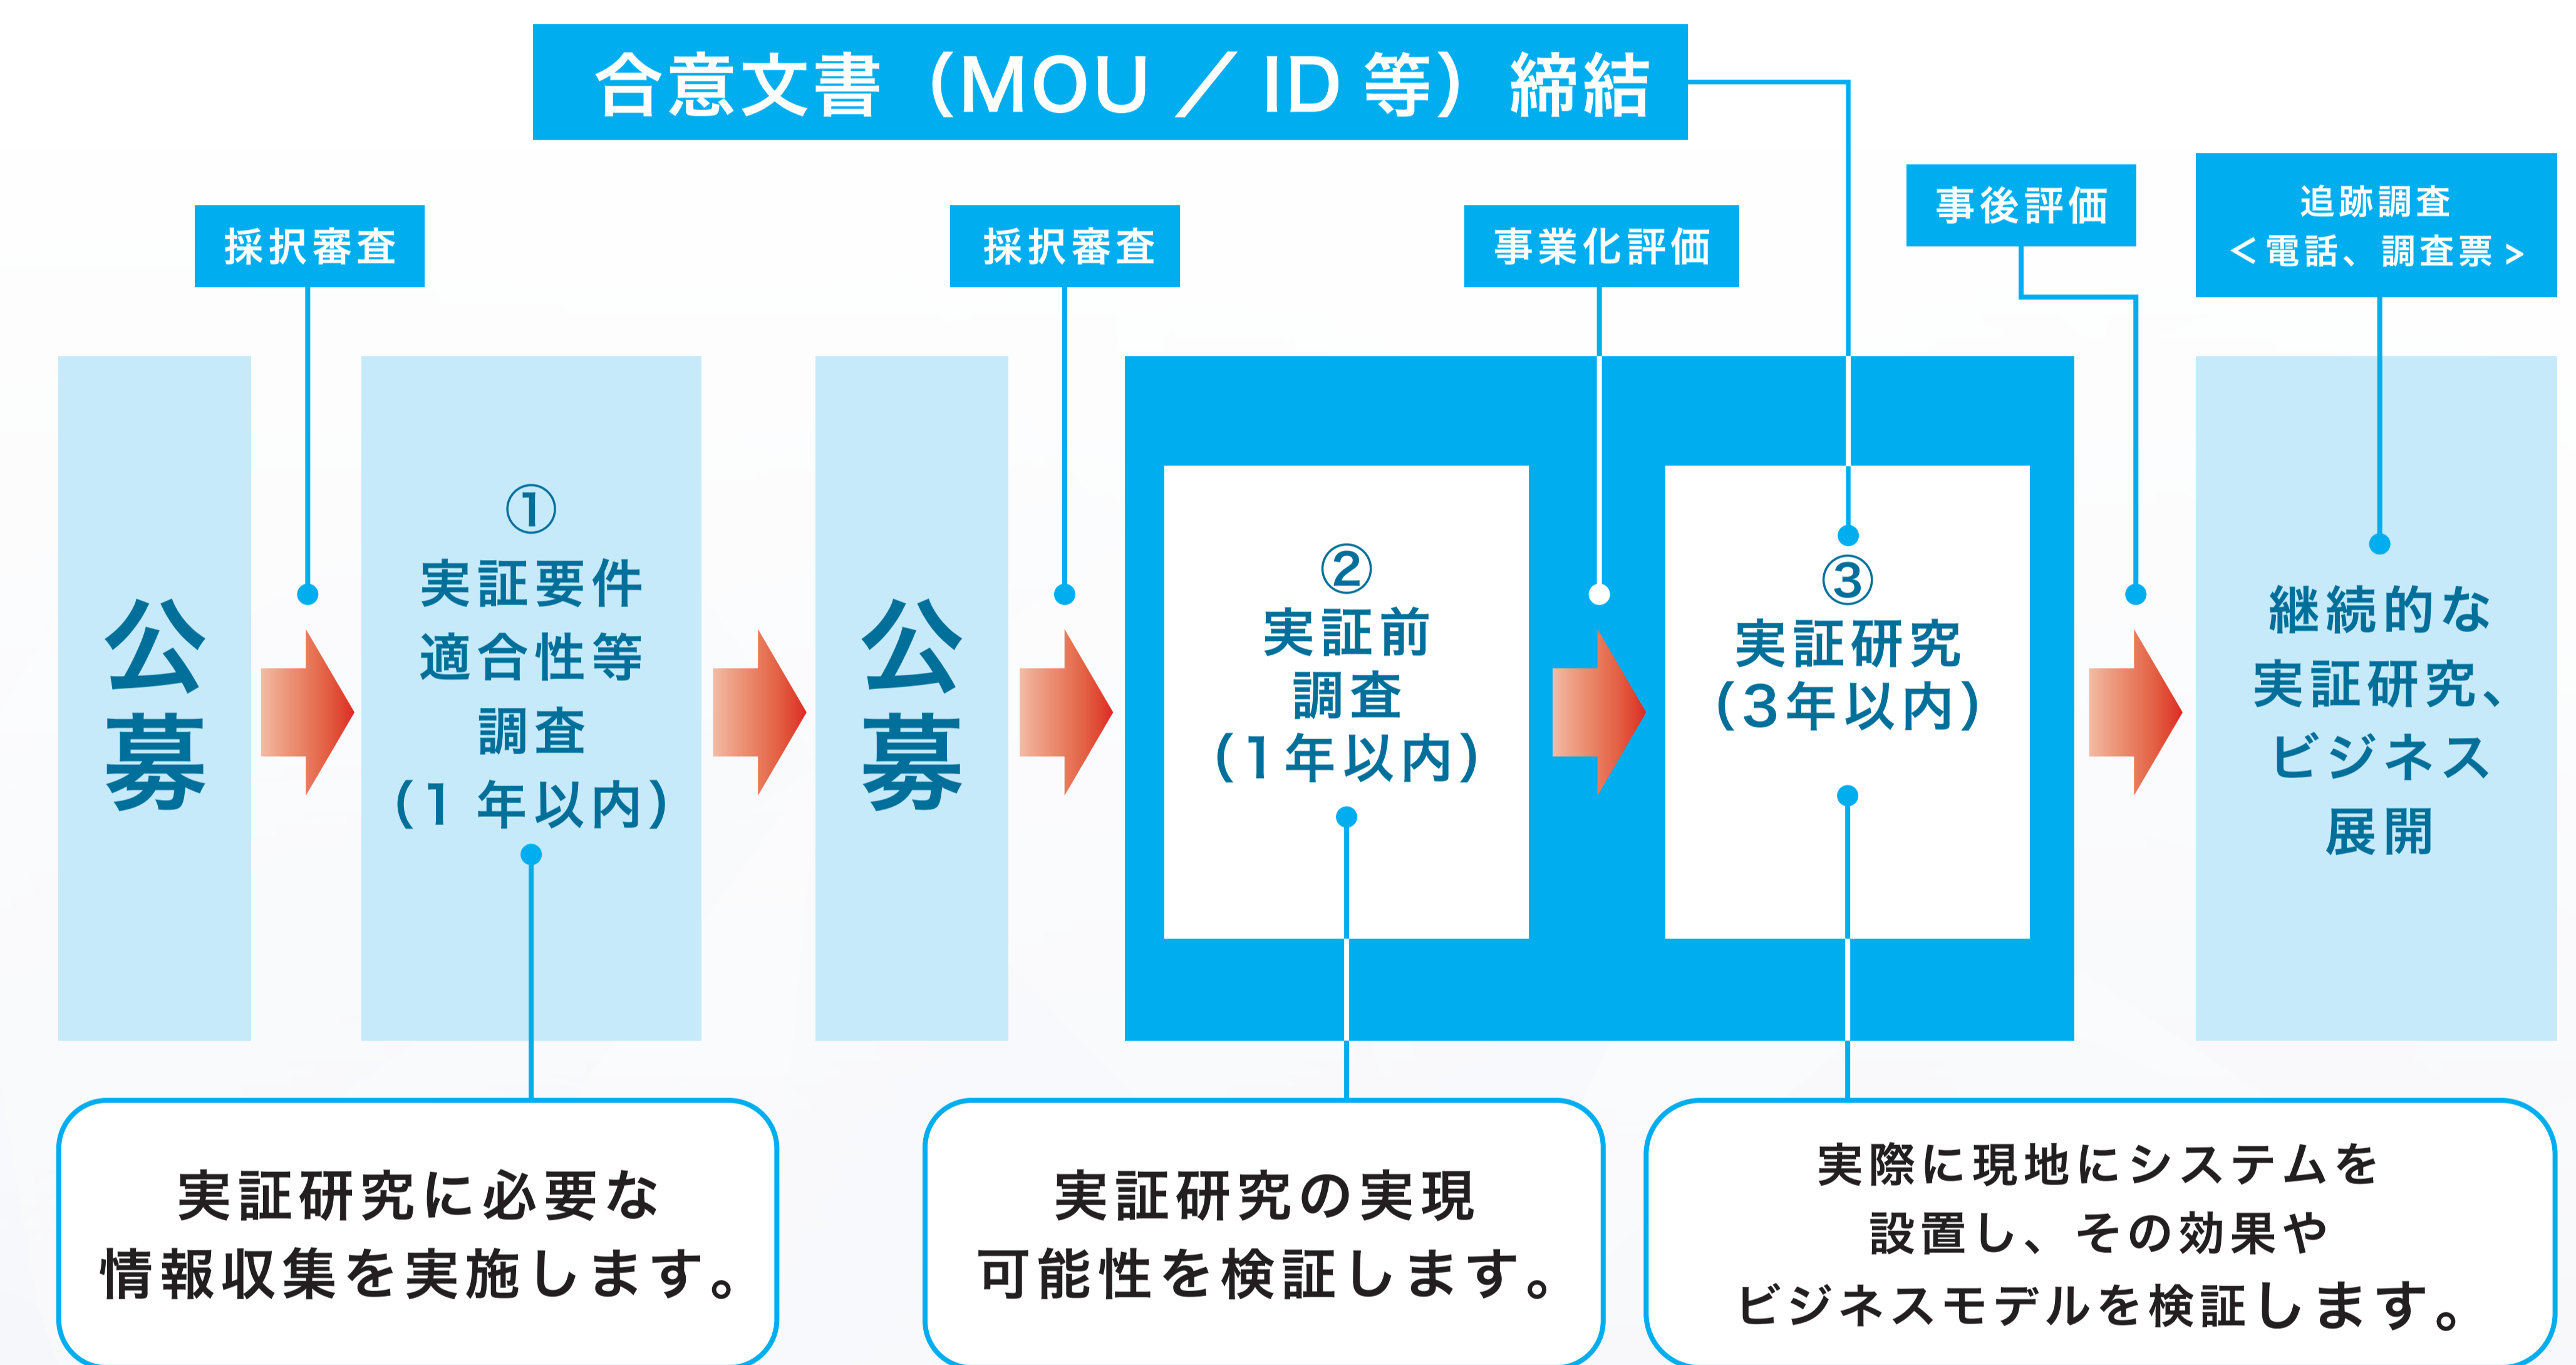 合意文書（MOU ／ ID 等）締結
採択審査
採択審査
事業化評価
事後評価
追跡調査
＜電話、調査票＞
公募
①
実証要件
適合性等
調査
（1 年以内）
公募
②
実証前
調査
（1年以内）
③
実証研究
（3年以内）
継続的な
実証研究、
ビジネス
展開
実証研究に必要な
情報収集を実施します。
実証研究の実現
可能性を検証します。
実際に現地にシステムを
設置し、その効果や
ビジネスモデルを検証します。